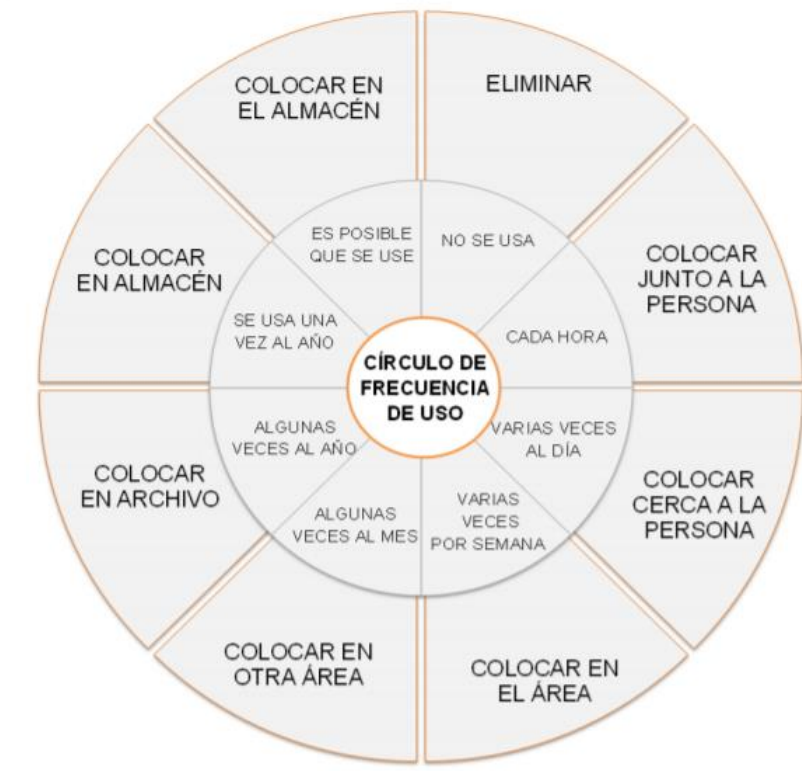 COLOCAR EN
EL ALMACÉN
ELIMINAR
COLOCAR
JUNTO A LA
PERSONA
COLOCAR
CERCA A LA
PERSONA
COLOCAR EN
EL ÁREA
COLOCAR EN
OTRA ÁREA
COLOCAR
EN ARCHIVO
COLOCAR
EN ALMACÉN
ES POSIBLE
QUE SE USE
NO SE USA
CADA HORA
VARIAS VECES
AL DÍA
VARIAS
VECES
POR SEMANA
ALGUNAS
VECES AL MES
ALGUNAS
VECES AL AÑO
SE USA UNA
VEZ AL AÑO
CÍRCULO DE
FRECUENCIA
DE USO